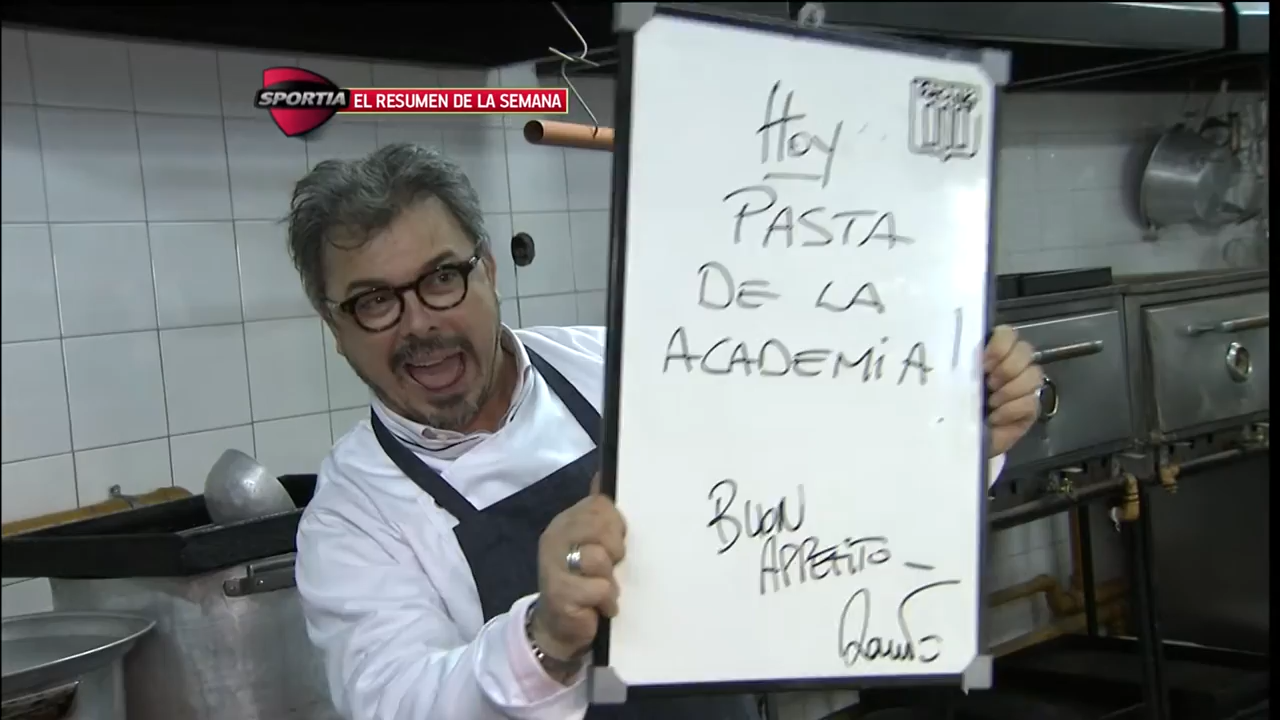 SPORTIA EL RESUMEN DE LA SEMANA
Hoy
PASTA
DE LA
ACADEMiA!
BUON
APPETITO